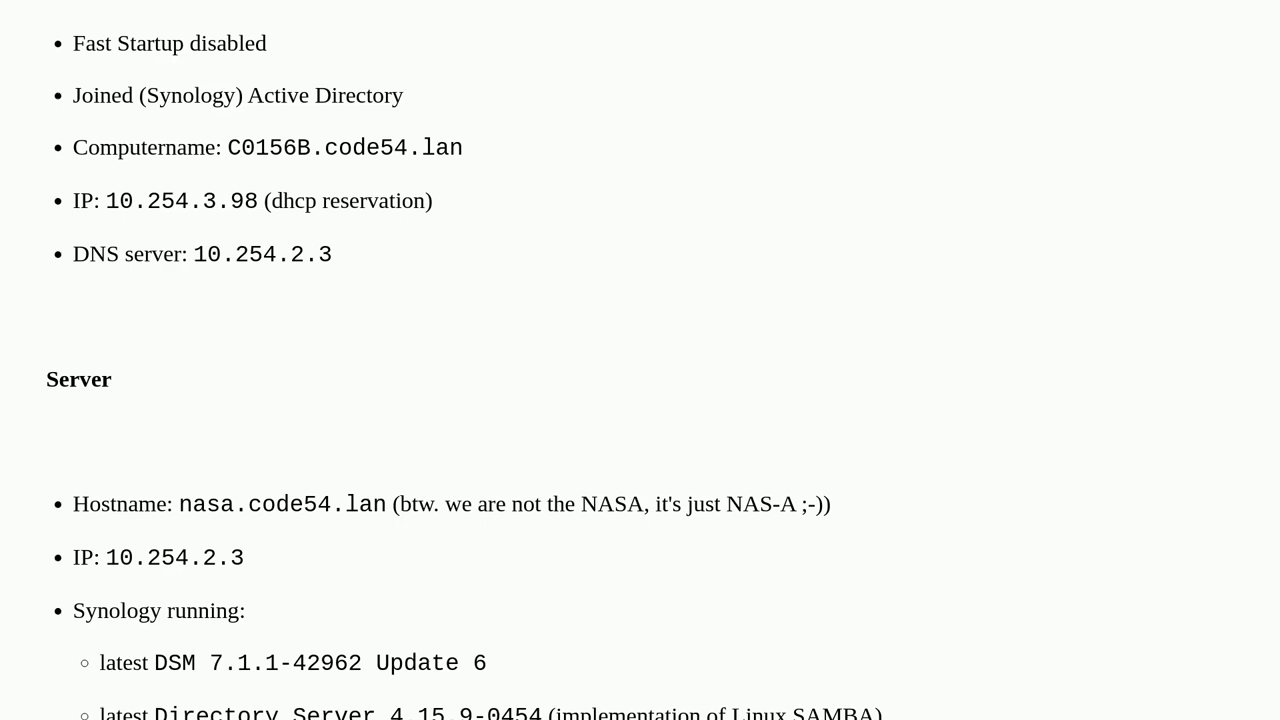 Fast Startup disabled
Joined (Synology) Active Directory
Computername: C0156B.code54.lan
IP: 10.254.3.98 (dhcp reservation)
DNS server: 10.254.2.3
Server
Hostname: nasa.code54.lan (btw. we are not the NASA, it's just NAS-A ;-))
IP: 10.254.2.3
Synology running:
latest DSM 7.1.1-42962 Update 6
latest Directory Server 4.15.9-0454 (implementation of Linux SAMBA)